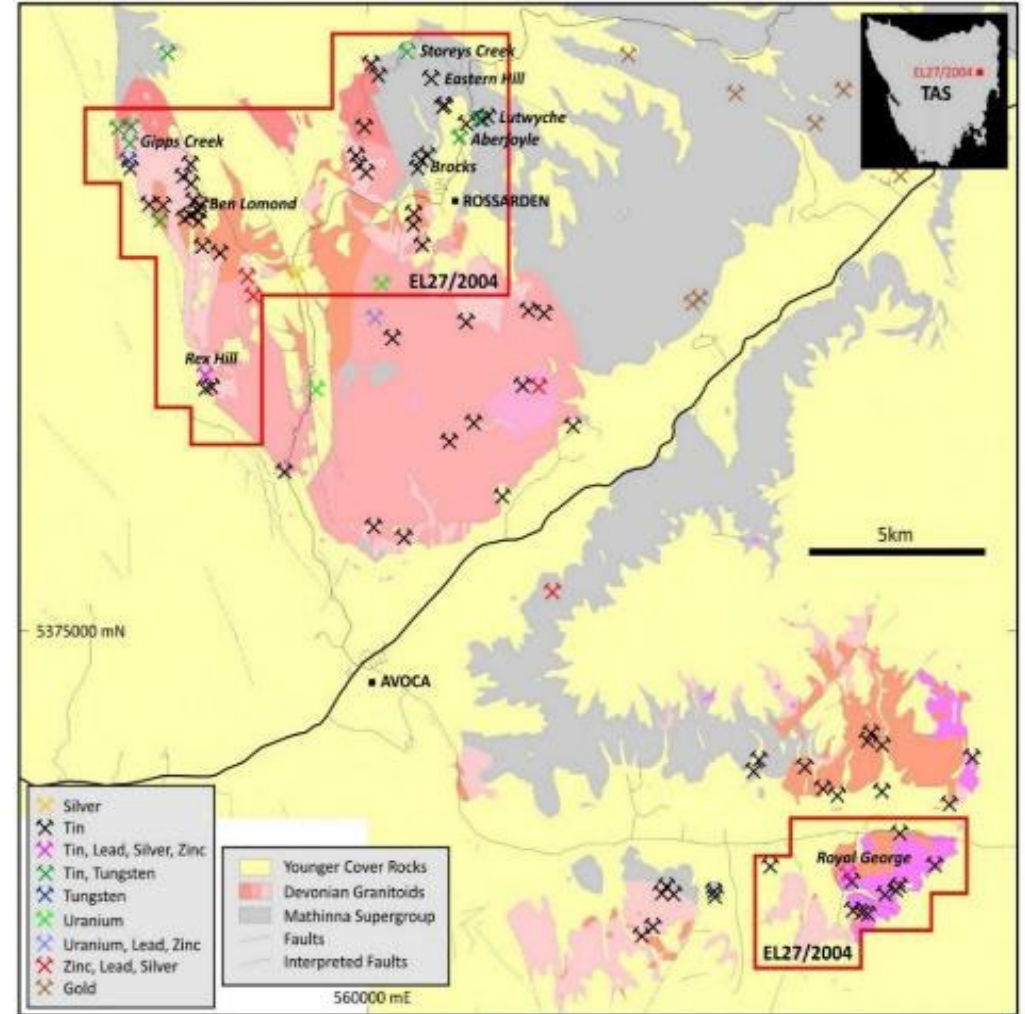 Storeys Creek
Eastern Hill
EL27/2004
TAS
Lutwyche
Gipps Creek
Aberfoyle
Brocks
Ben Lomond
ROSSARDEN
EL27/2004
Rex Hill
5km
5375000 mN
AVOCA
Silver
Tin
Tin, Lead, Silver, Zinc
Tin, Tungsten
Tungsten
Uranium
Uranium, Lead, Zinc
Zinc, Lead, Silver
Gold
Younger Cover Rocks
Devonian Granitoids
Mathinna Supergroup
Faults
Interpreted Faults
Royal George
EL27/2004
560000 mE